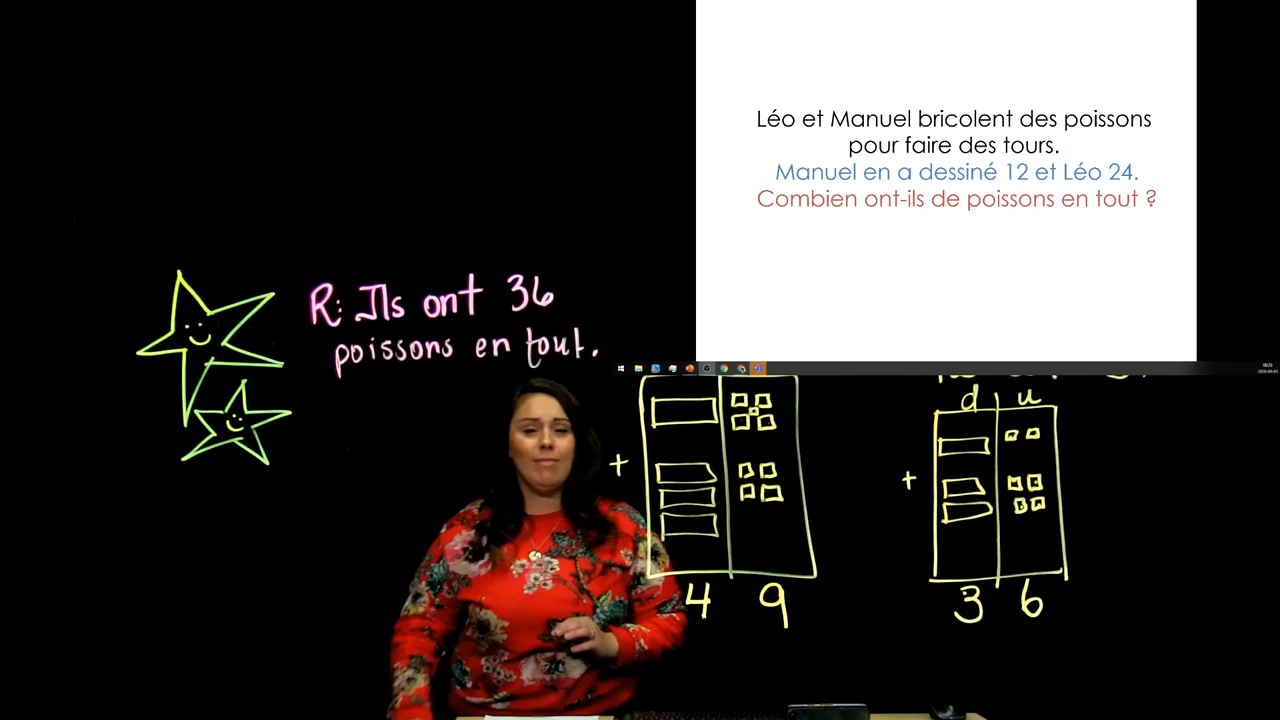 Léo et Manuel bricolent des poissons
pour faire des tours.
Manuel en a dessiné 12 et Léo 24.
Combien ont-ils de poissons en tout ?
R: Ils ont 36
poissons en tout.
d u
+
+
4 9
3 6